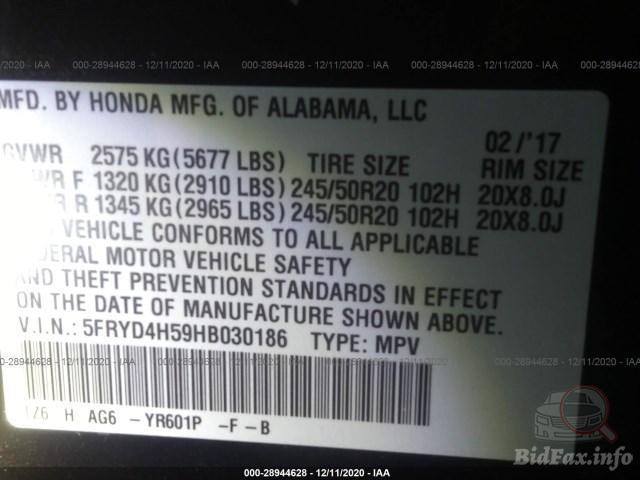 000-28944628 - 12/11/2020 - IAA 000-28944628 - 12/11/2020 - IAA 000-28944628 - 12/11/2020 - IAA
MFD. BY HONDA MFG. OF ALABAMA, LLC
02/'17
GVWR 2575 KG(5677 LBS) TIRE SIZE RIM SIZE
WR F 1320 KG(2910 LBS) 245/50R20 102H 20X8.0J
R 1345 KG(2965 LBS) 245/50R20 102H 20X8.0J
VEHICLE CONFORMS TO ALL APPLICABLE
DERAL MOTOR VEHICLE SAFETY
AND THEFT PREVENTION STANDARDS IN EFFECT
ON THE DATE OF MANUFACTURE SHOWN ABOVE.
V.I.N.: 5FRYD4H59HB030186 TYPE: MPV
000-28944628 - 12/11/2020 - IAA 000-28944628 - 12/11/2020 - IAA 000-28944628 - 12/11/2020 - IAA
H AG6 - YR601P -F -B
BidFax.info
000-28944628 - 12/11/2020 - IAA